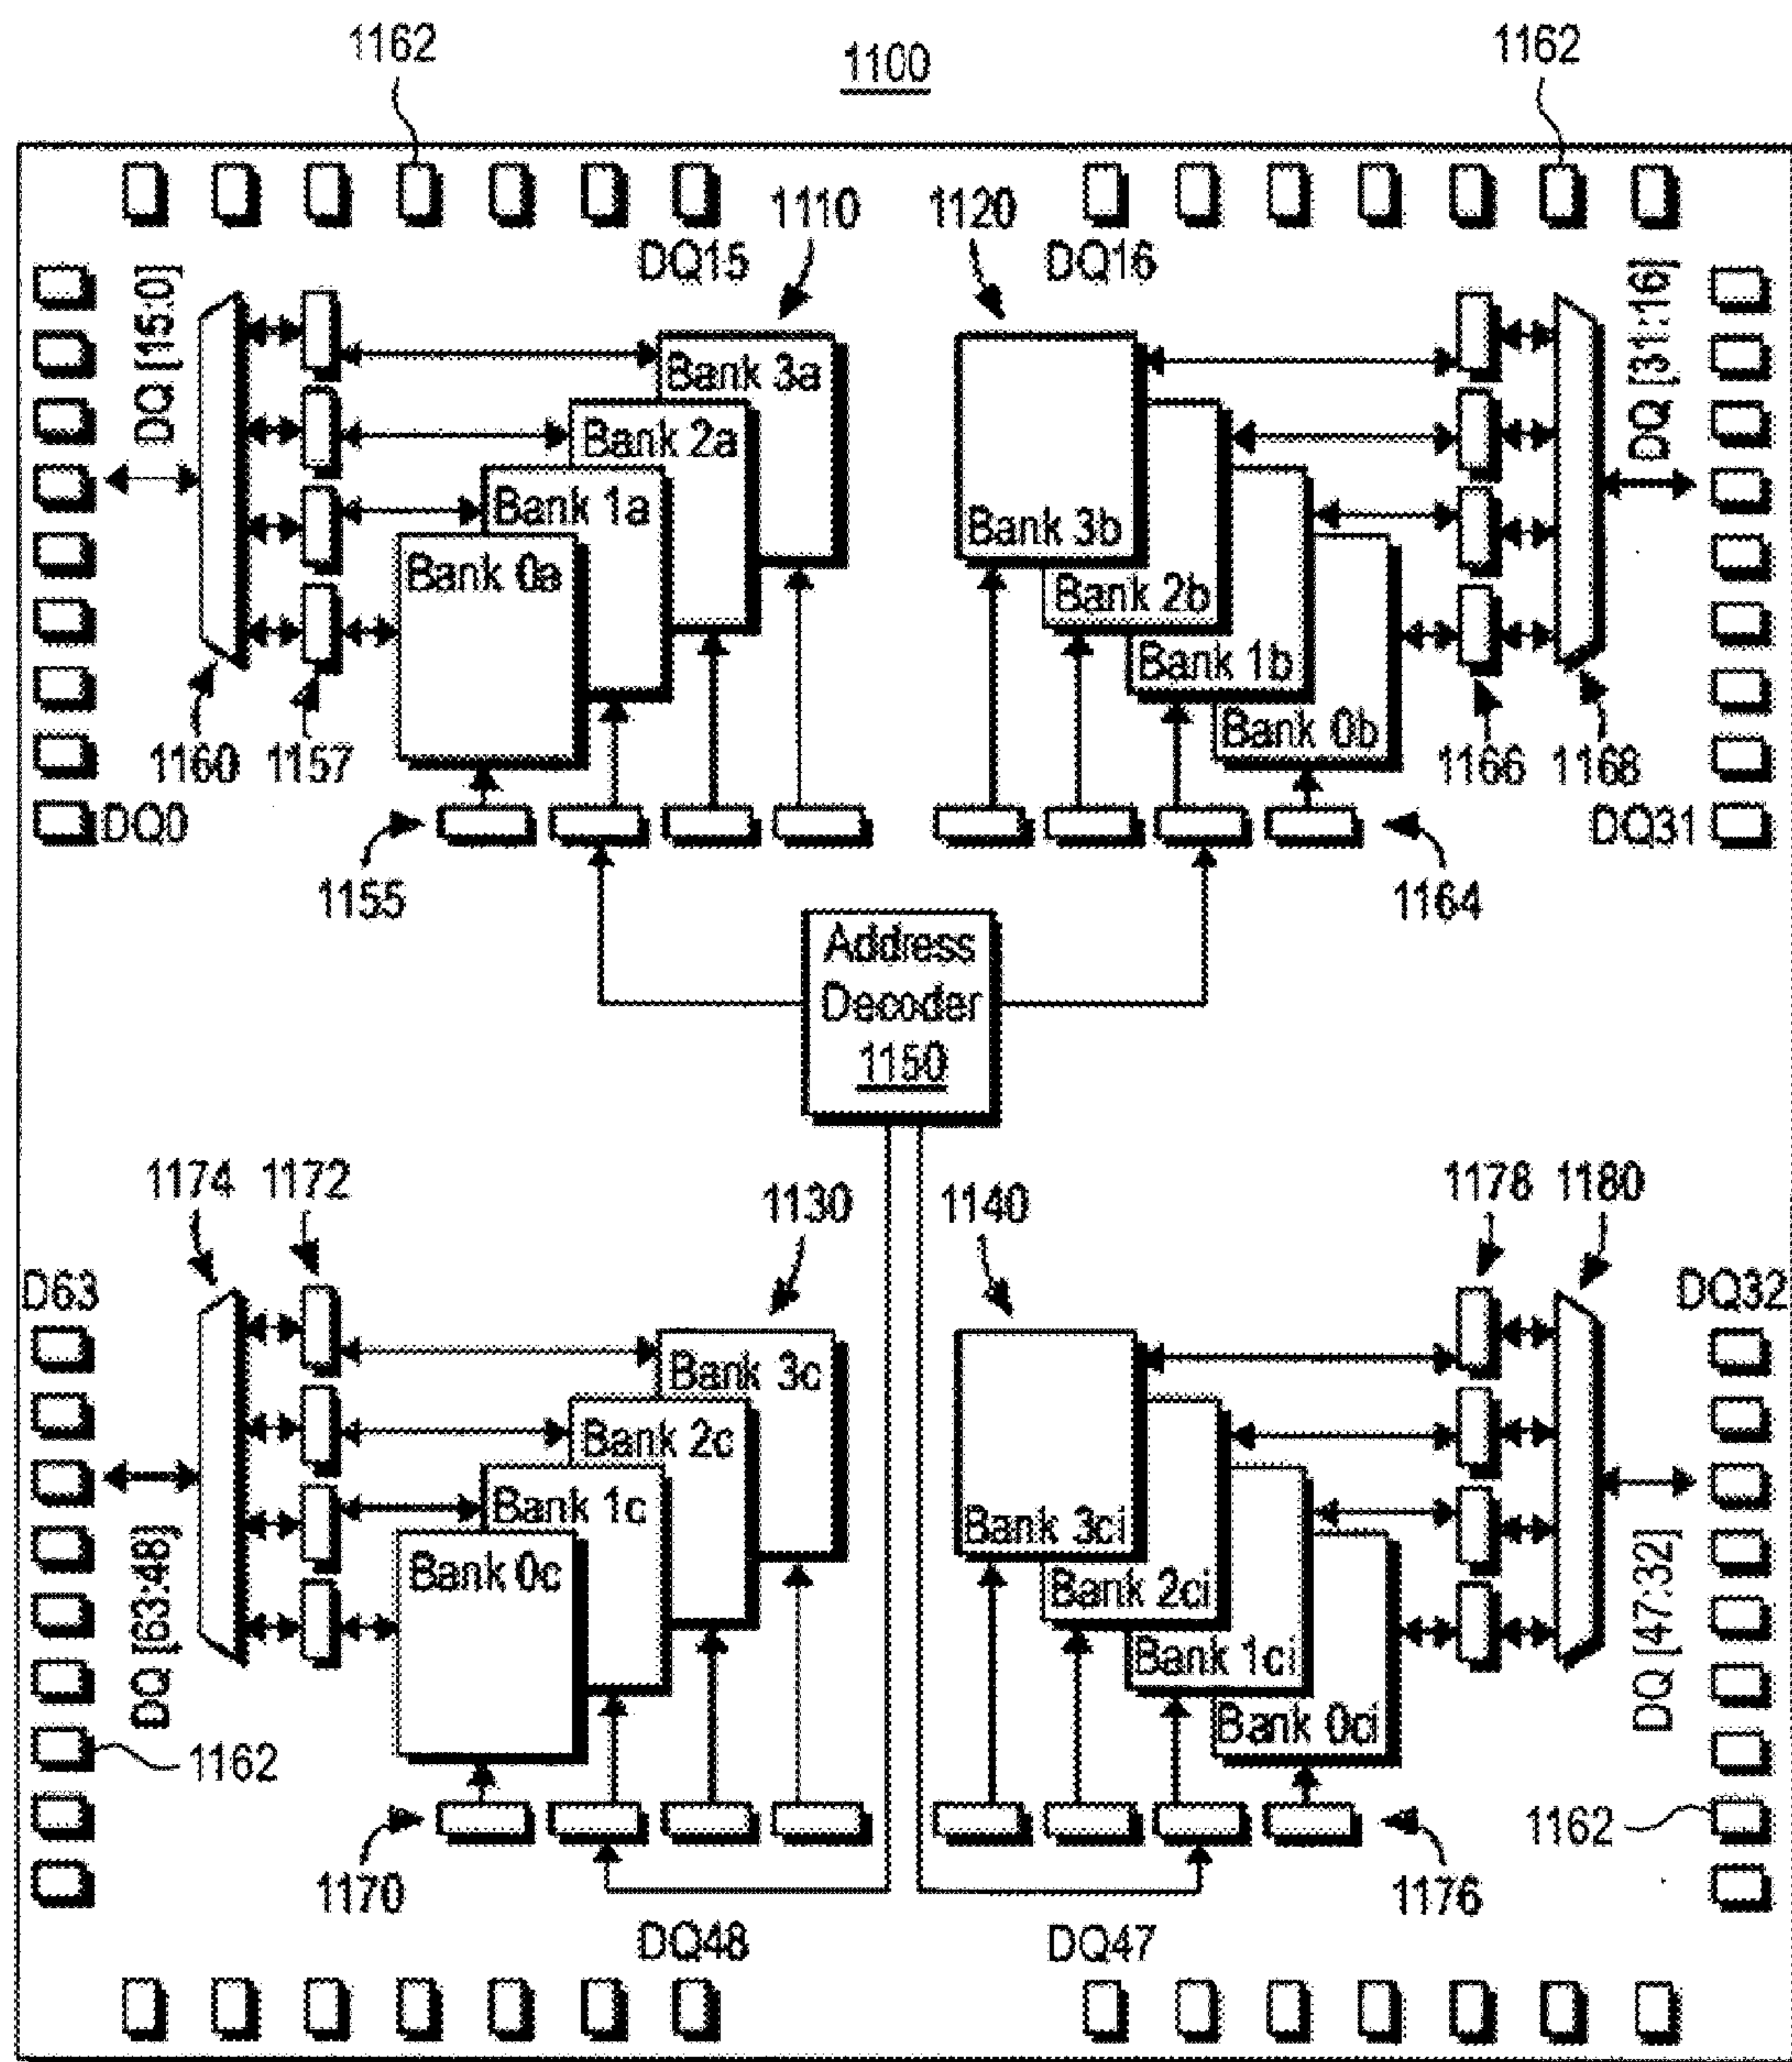 1162
1100
1162
1110
1120
DQ15
DQ16
DQ [15:0]
DQ [31:16]
Bank 3a
Bank 2a
Bank 1a
Bank 0a
Bank 3b
Bank 2b
Bank 1b
Bank 0b
1160
1157
1166
1168
DQ0
DQ31
1155
1164
Address
Decoder
1150
1174
1172
1130
1140
1178
1180
D63
DQ32
Bank 3c
Bank 2c
Bank 1c
Bank 0c
Bank 3ci
Bank 2ci
Bank 1ci
Bank 0ci
DQ [63:48]
DQ [47:32]
1162
1162
1170
1176
DQ48
DQ47